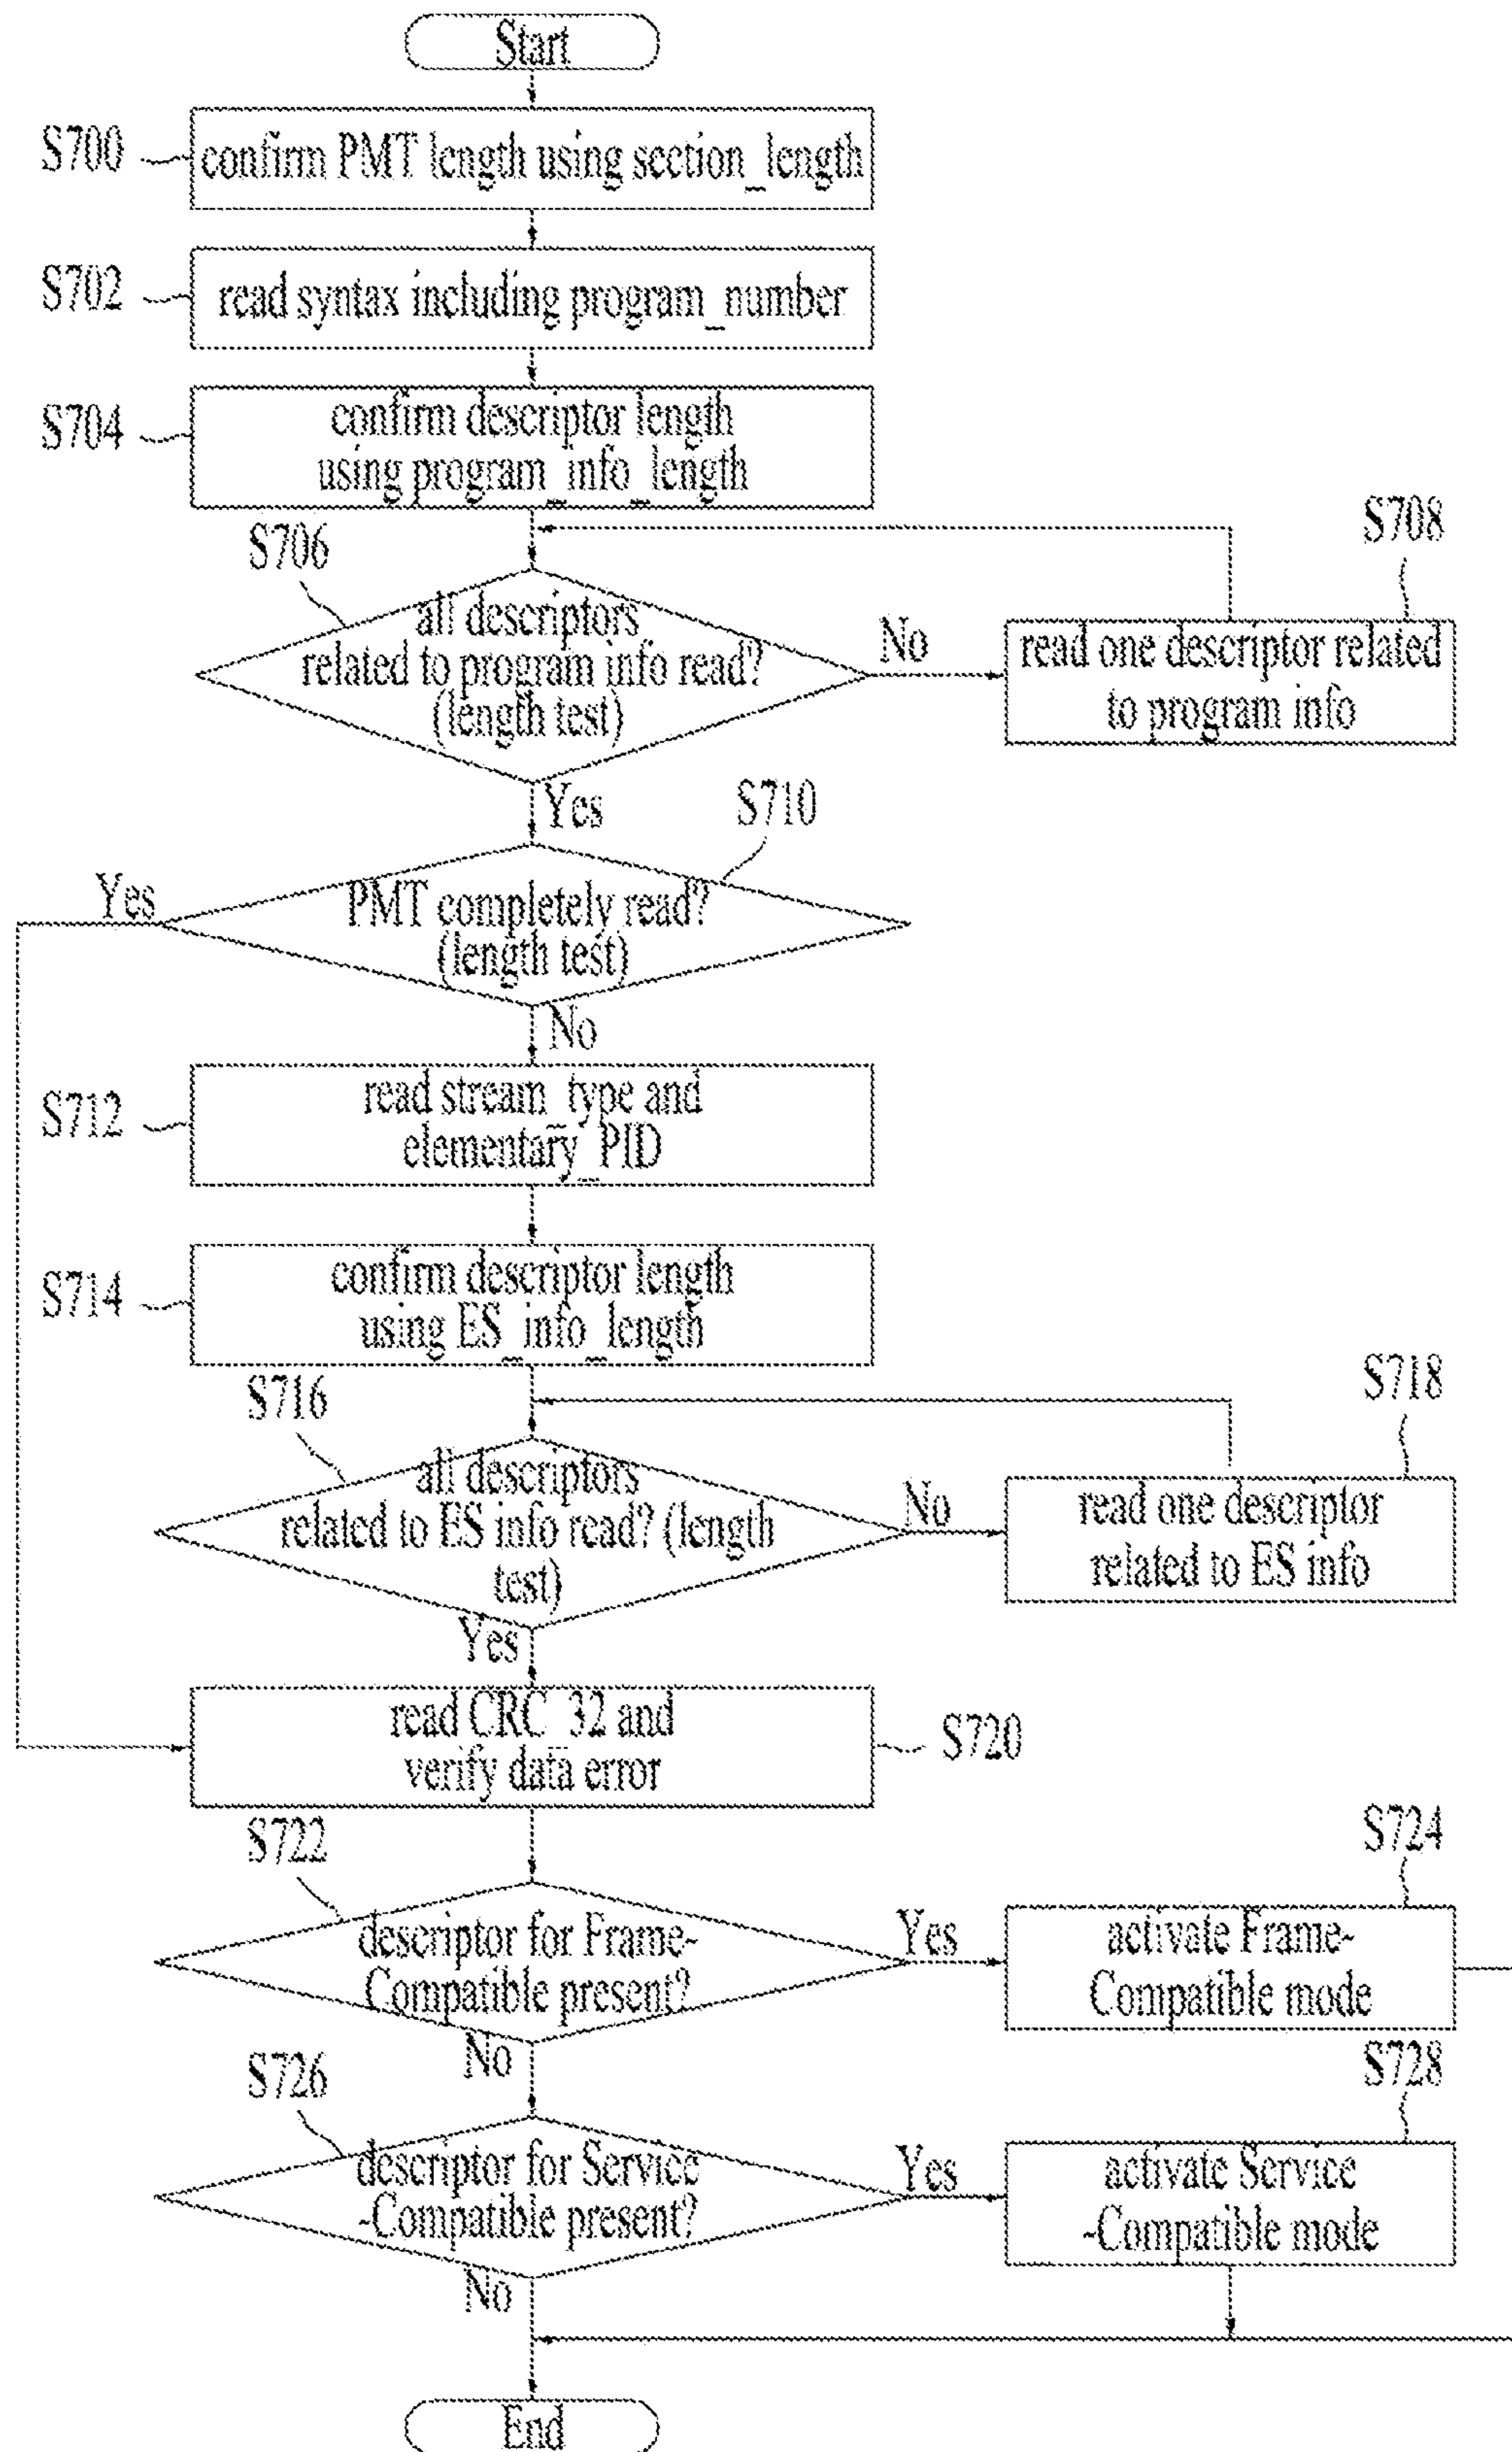 Start
S700
confirm PMT length using section_length
S702
read syntax including program_number
S704
confirm descriptor length
using program_info_length
S706
all descriptors
related to program info read?
(length test)
No
S708
read one descriptor related
to program info
Yes
S710
PMT completely read?
(length test)
Yes
No
S712
read stream_type and
elementary_PID
S714
confirm descriptor length
using ES_info_length
S716
all descriptors
related to ES info read? (length
test)
No
S718
read one descriptor
related to ES info
Yes
read CRC_32 and
verify data error
S720
S722
descriptor for Frame-
Compatible present?
Yes
S724
activate Frame-
Compatible mode
No
S726
descriptor for Service
-Compatible present?
Yes
S728
activate Service
-Compatible mode
No
End